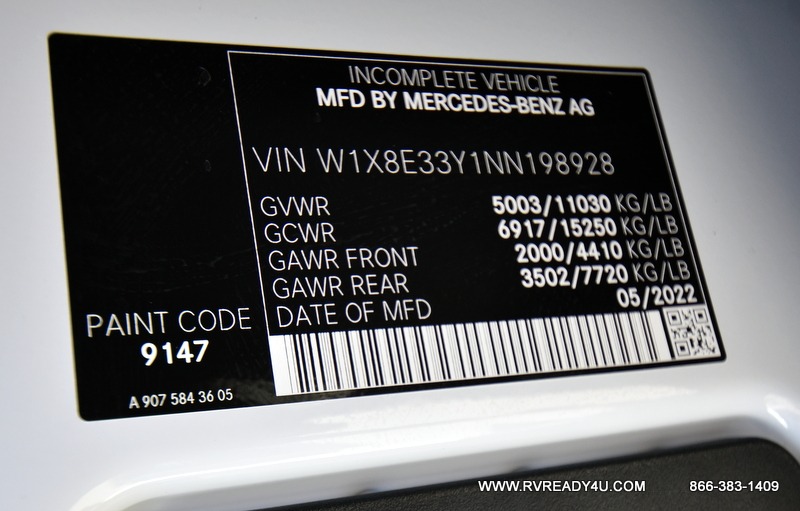 INCOMPLETE VEHICLE
MFD BY MERCEDES-BENZ AG
VIN W1X8E33Y1NN198928
GVWR 5003/11030 KG/LB
GCWR 6917/15250 KG/LB
GAWR FRONT 2000/4410 KG/LB
GAWR REAR 3502/7720 KG/LB
DATE OF MFD 05/2022
PAINT CODE
9147
A 907 584 36 05
WWW.RVREADY4U.COM 866-383-1409